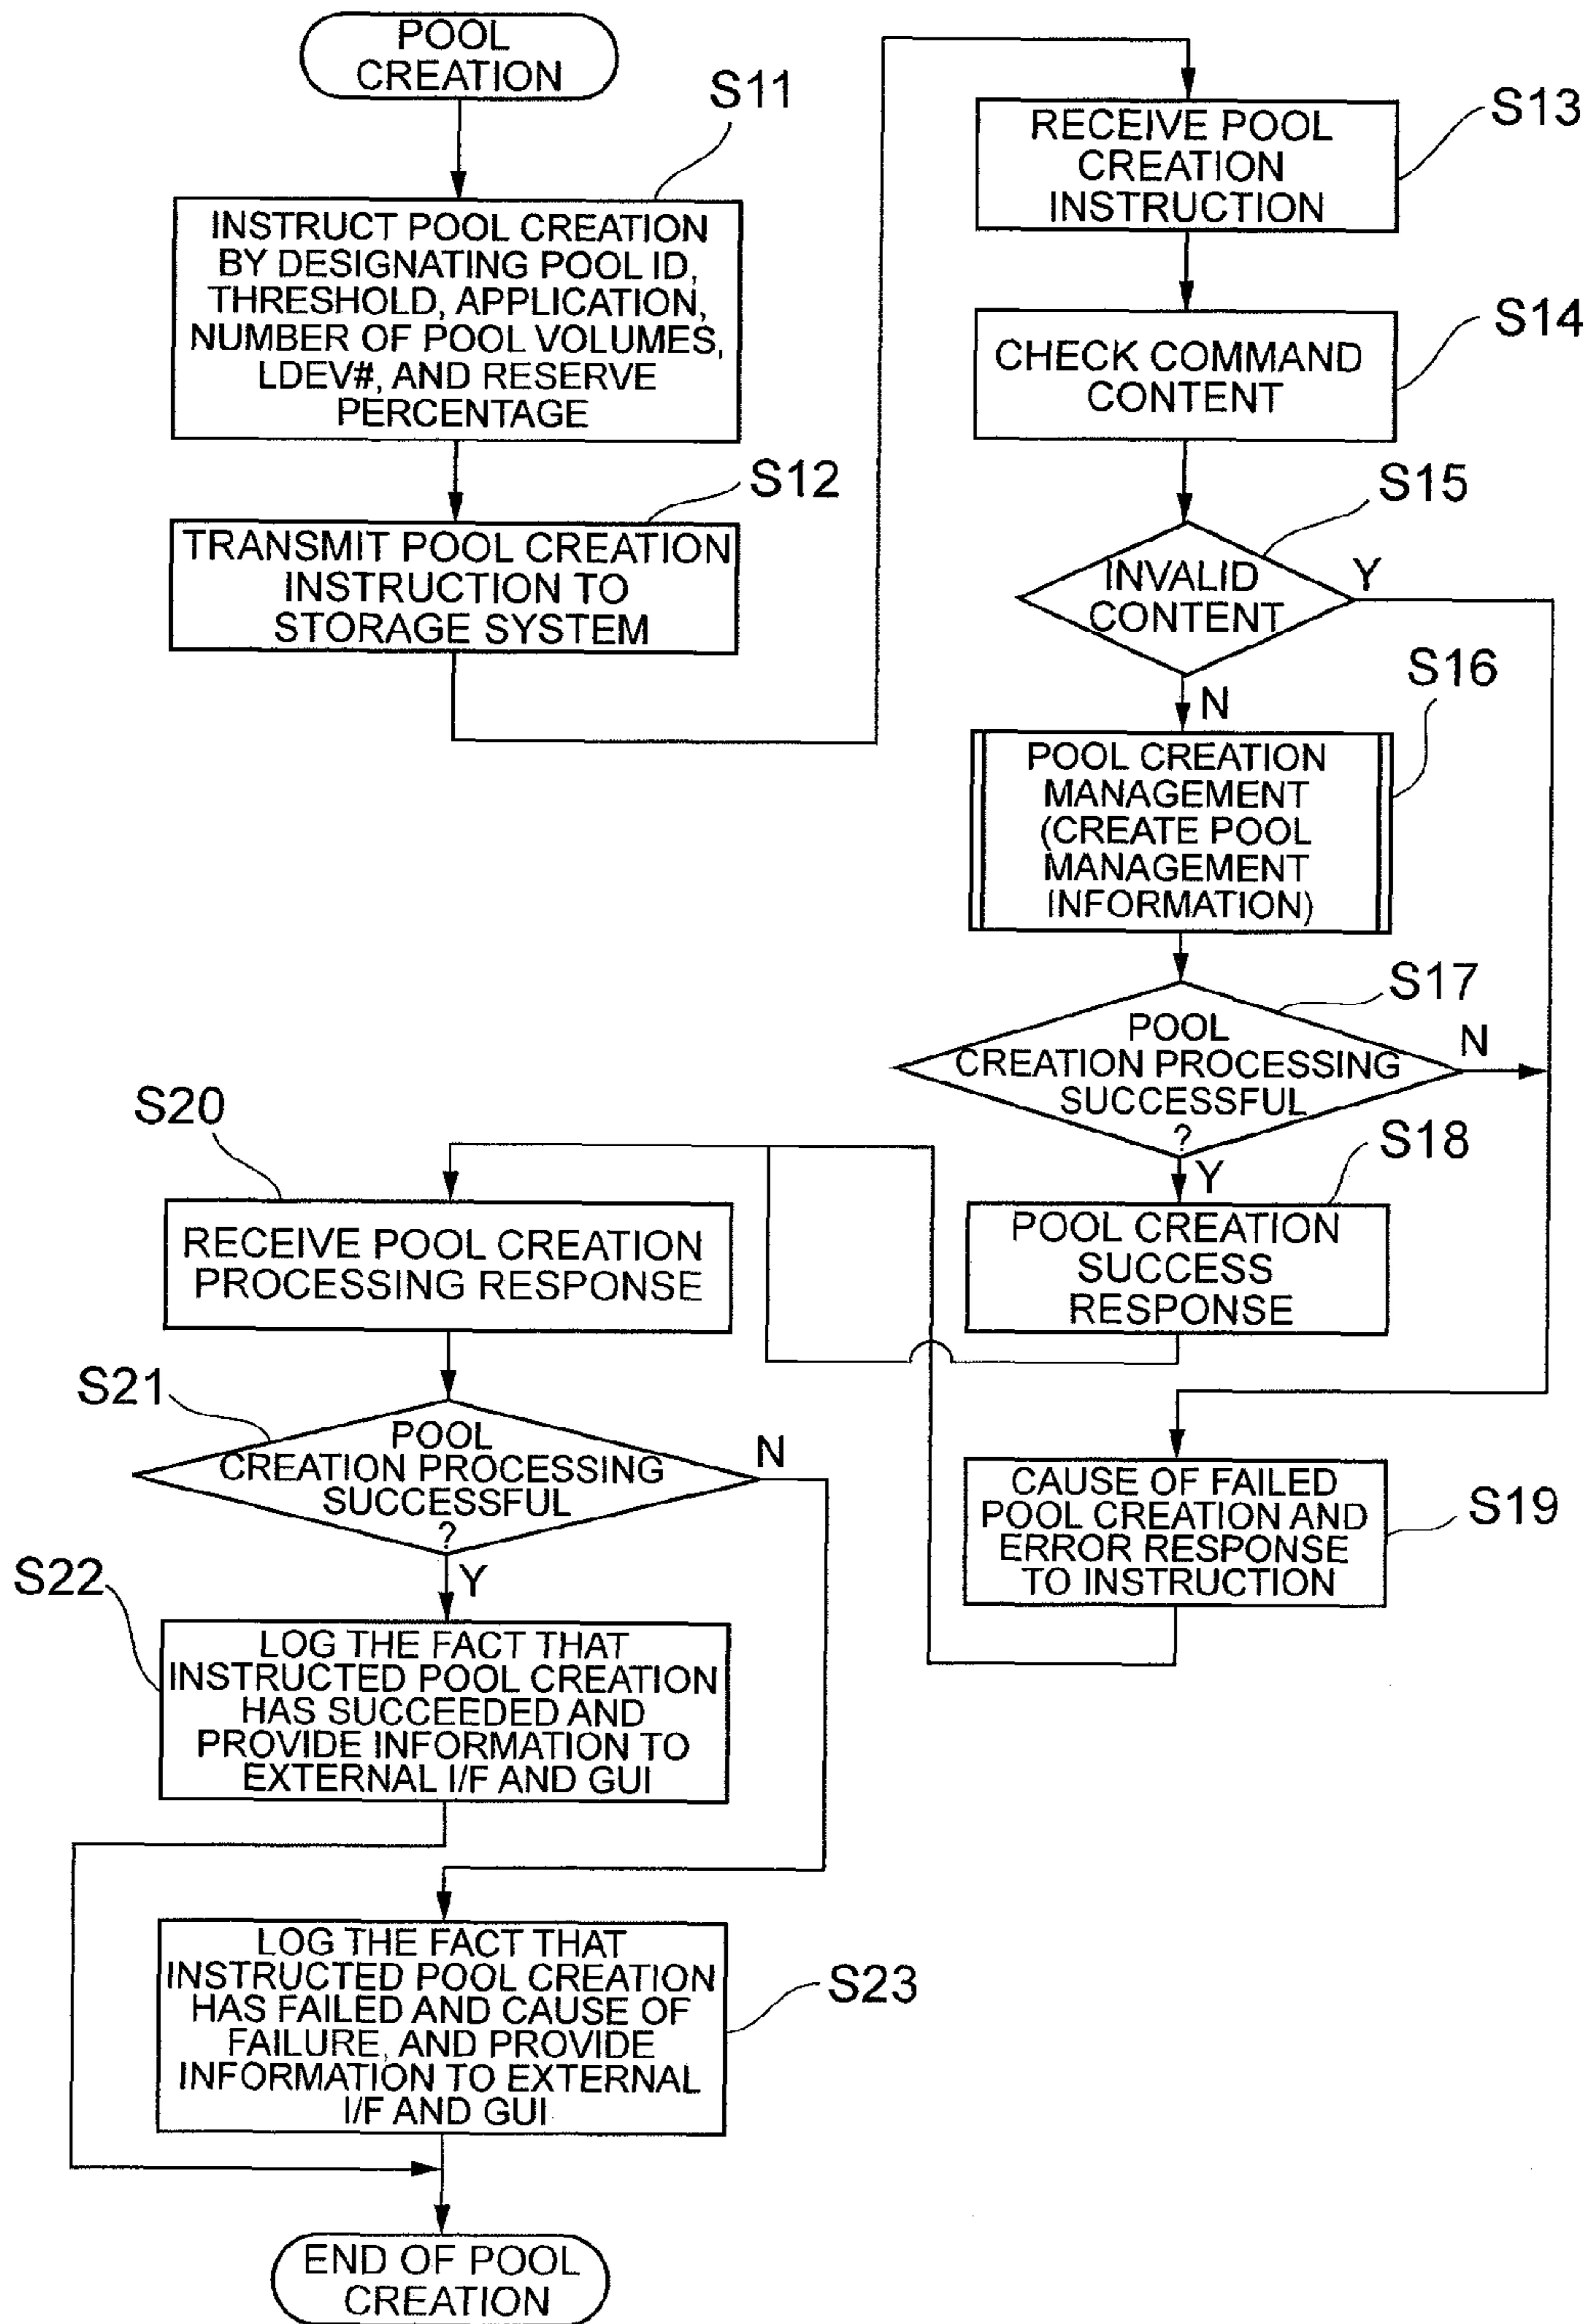 POOL
CREATION
S11
INSTRUCT POOL CREATION
BY DESIGNATING POOL ID,
THRESHOLD, APPLICATION,
NUMBER OF POOL VOLUMES,
LDEV#, AND RESERVE
PERCENTAGE
S12
TRANSMIT POOL CREATION
INSTRUCTION TO
STORAGE SYSTEM
S13
RECEIVE POOL
CREATION
INSTRUCTION
S14
CHECK COMMAND
CONTENT
S15
INVALID
CONTENT
Y
N
S16
POOL CREATION
MANAGEMENT
(CREATE POOL
MANAGEMENT
INFORMATION)
S17
POOL
CREATION PROCESSING
SUCCESSFUL
?
N
Y
S18
POOL CREATION
SUCCESS
RESPONSE
S19
CAUSE OF FAILED
POOL CREATION AND
ERROR RESPONSE
TO INSTRUCTION
S20
RECEIVE POOL CREATION
PROCESSING RESPONSE
S21
POOL
CREATION PROCESSING
SUCCESSFUL
?
N
Y
S22
LOG THE FACT THAT
INSTRUCTED POOL CREATION
HAS SUCCEEDED AND
PROVIDE INFORMATION TO
EXTERNAL I/F AND GUI
S23
LOG THE FACT THAT
INSTRUCTED POOL CREATION
HAS FAILED AND CAUSE OF
FAILURE, AND PROVIDE
INFORMATION TO EXTERNAL
I/F AND GUI
END OF POOL
CREATION